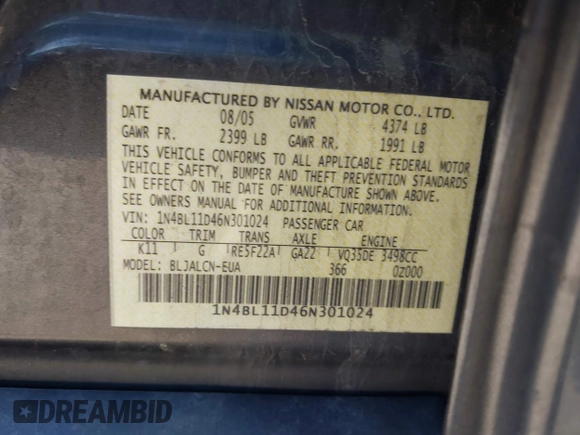 MANUFACTURED BY NISSAN MOTOR CO., LTD.
DATE 08/05 GVWR 4374 LB
GAWR FR. 2399 LB GAWR RR. 1991 LB
THIS VEHICLE CONFORMS TO ALL APPLICABLE FEDERAL MOTOR
VEHICLE SAFETY, BUMPER AND THEFT PREVENTION STANDARDS
IN EFFECT ON THE DATE OF MANUFACTURE SHOWN ABOVE.
SEE OWNERS MANUAL FOR ADDITIONAL INFORMATION.
VIN: 1N4BL11D46N301024 PASSENGER CAR
COLOR TRIM TRANS AXLE ENGINE
K11 G RE5F22A GA22 VQ35DE 3498CC
MODEL: BLJALCN-EUA 366 0Z000
1N4BL11D46N301024
DREAMBID